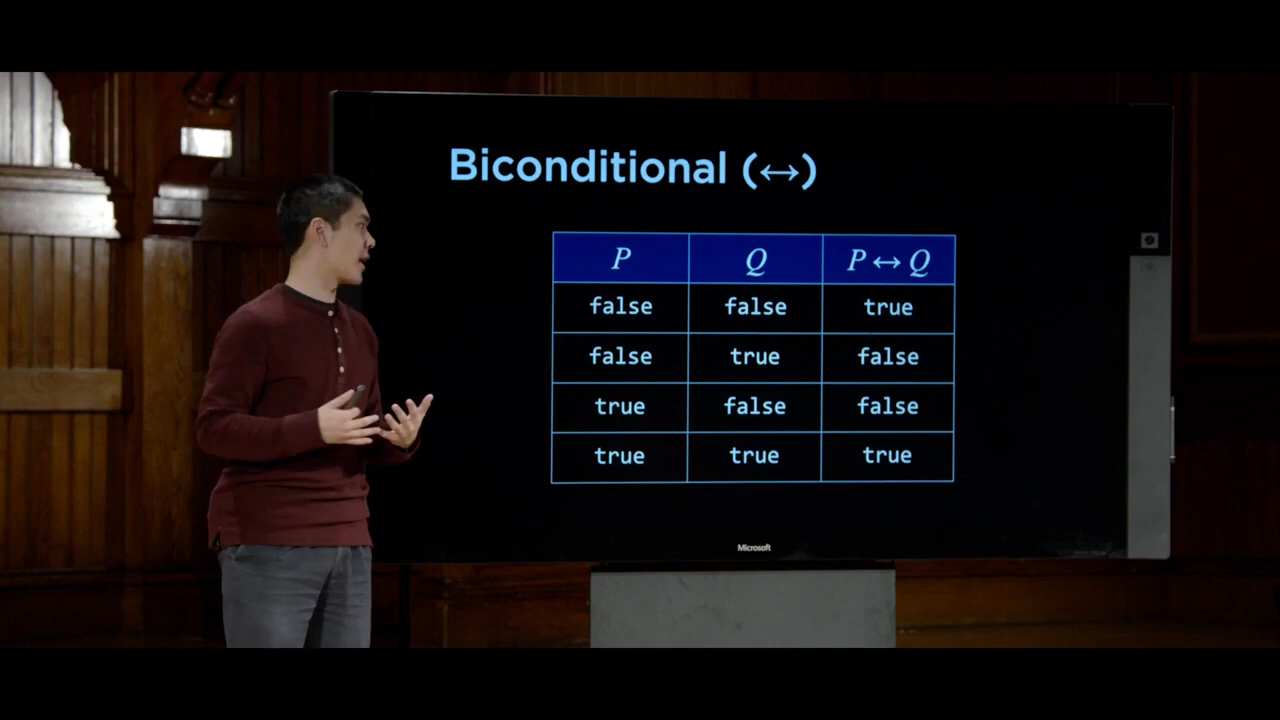 Biconditional (↔)
P Q P ↔ Q
false false true
false true false
true false false
true true true
Microsoft